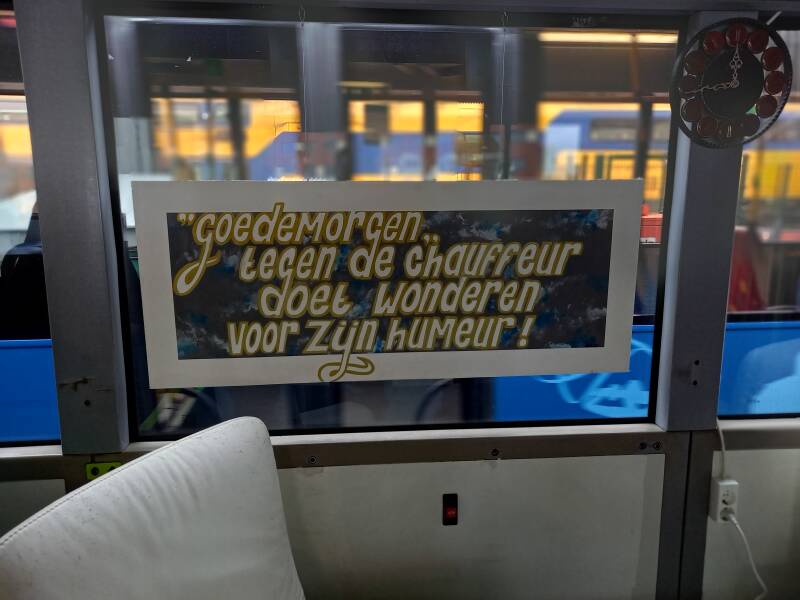 "Goedemorgen"
tegen de chauffeur
doet wonderen
voor zijn humeur!